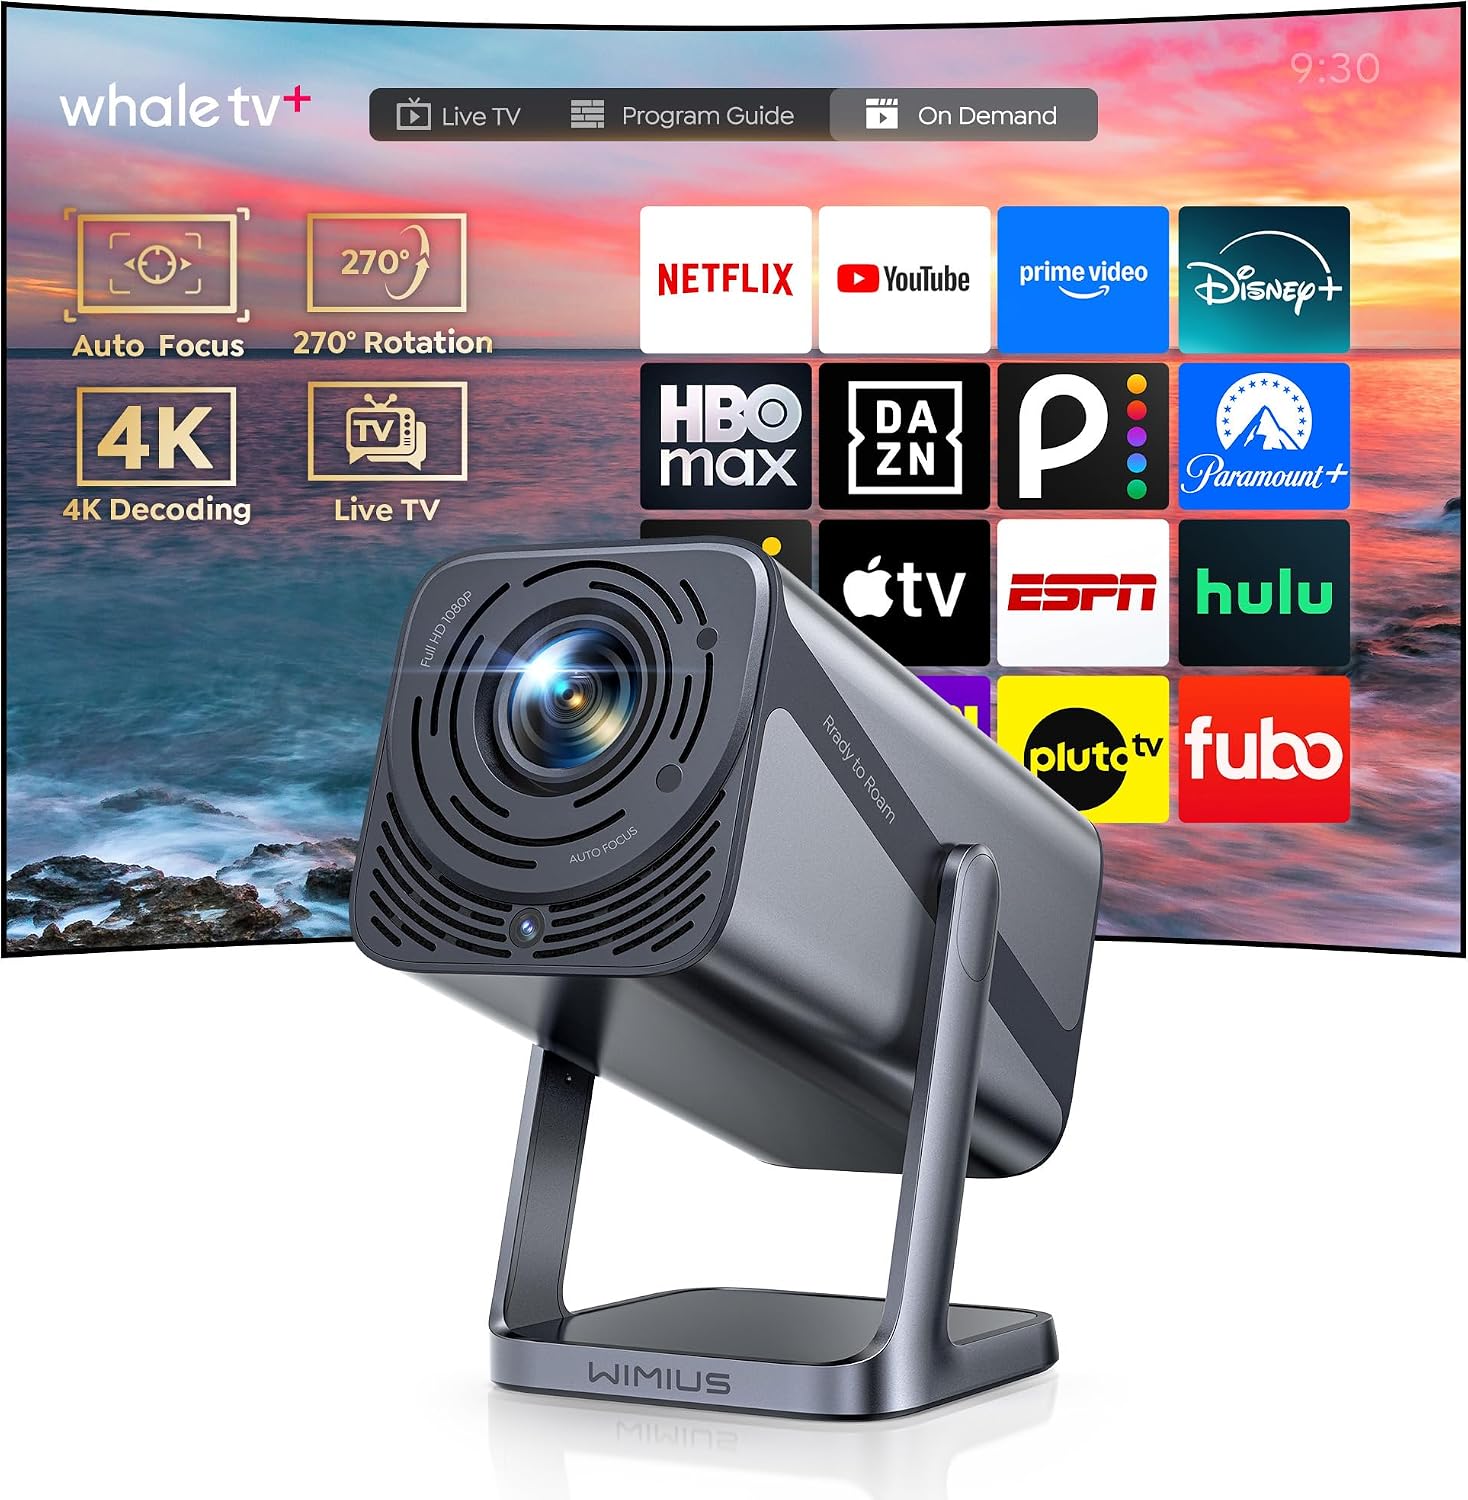 whale tv+
Live TV
Program Guide
On Demand
9:30
270°
Auto Focus
270° Rotation
4K
TV
4K Decoding
Live TV
NETFLIX
YouTube
prime video
Disney+
HBO
max
DA
ZN
P
Paramount+
tv
ESPN
hulu
pluto tv
fubo
Full HD 1080P
AUTO FOCUS
Rready to Roam
WIMIUS